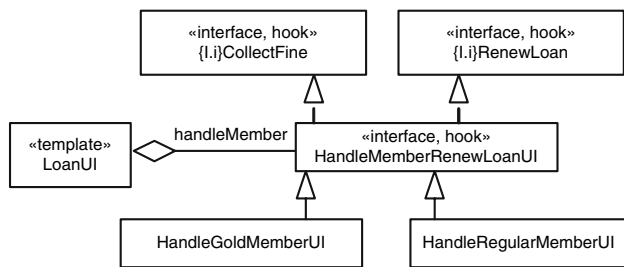 «interface, hook»
{I.i}CollectFine
«interface, hook»
{I.i}RenewLoan
«template»
LoanUI
handleMember
«interface, hook»
HandleMemberRenewLoanUI
HandleGoldMemberUI
HandleRegularMemberUI